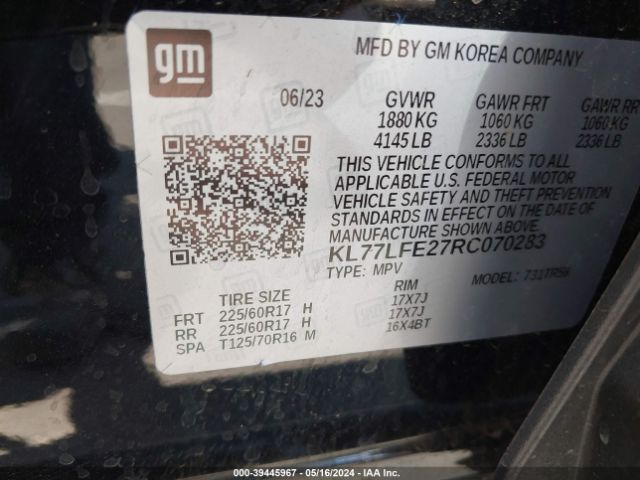 gm
MFD BY GM KOREA COMPANY
06/23 GVWR GAWR FRT GAWR RR
1880 KG 1060 KG 1060 KG
4145 LB 2336 LB 2336 LB
THIS VEHICLE CONFORMS TO ALL
APPLICABLE U.S. FEDERAL MOTOR
VEHICLE SAFETY AND THEFT PREVENTION
STANDARDS IN EFFECT ON THE DATE OF
MANUFACTURE SHOWN ABOVE.
KL77LFE27RC070283
TYPE: MPV MODEL:
TIRE SIZE RIM
FRT 225/60R17 H 17X7J
RR 225/60R17 H 17X7J
SPA T125/70R16 M 16X4BT
000-39445967 - 05/16/2024 - IAA Inc.